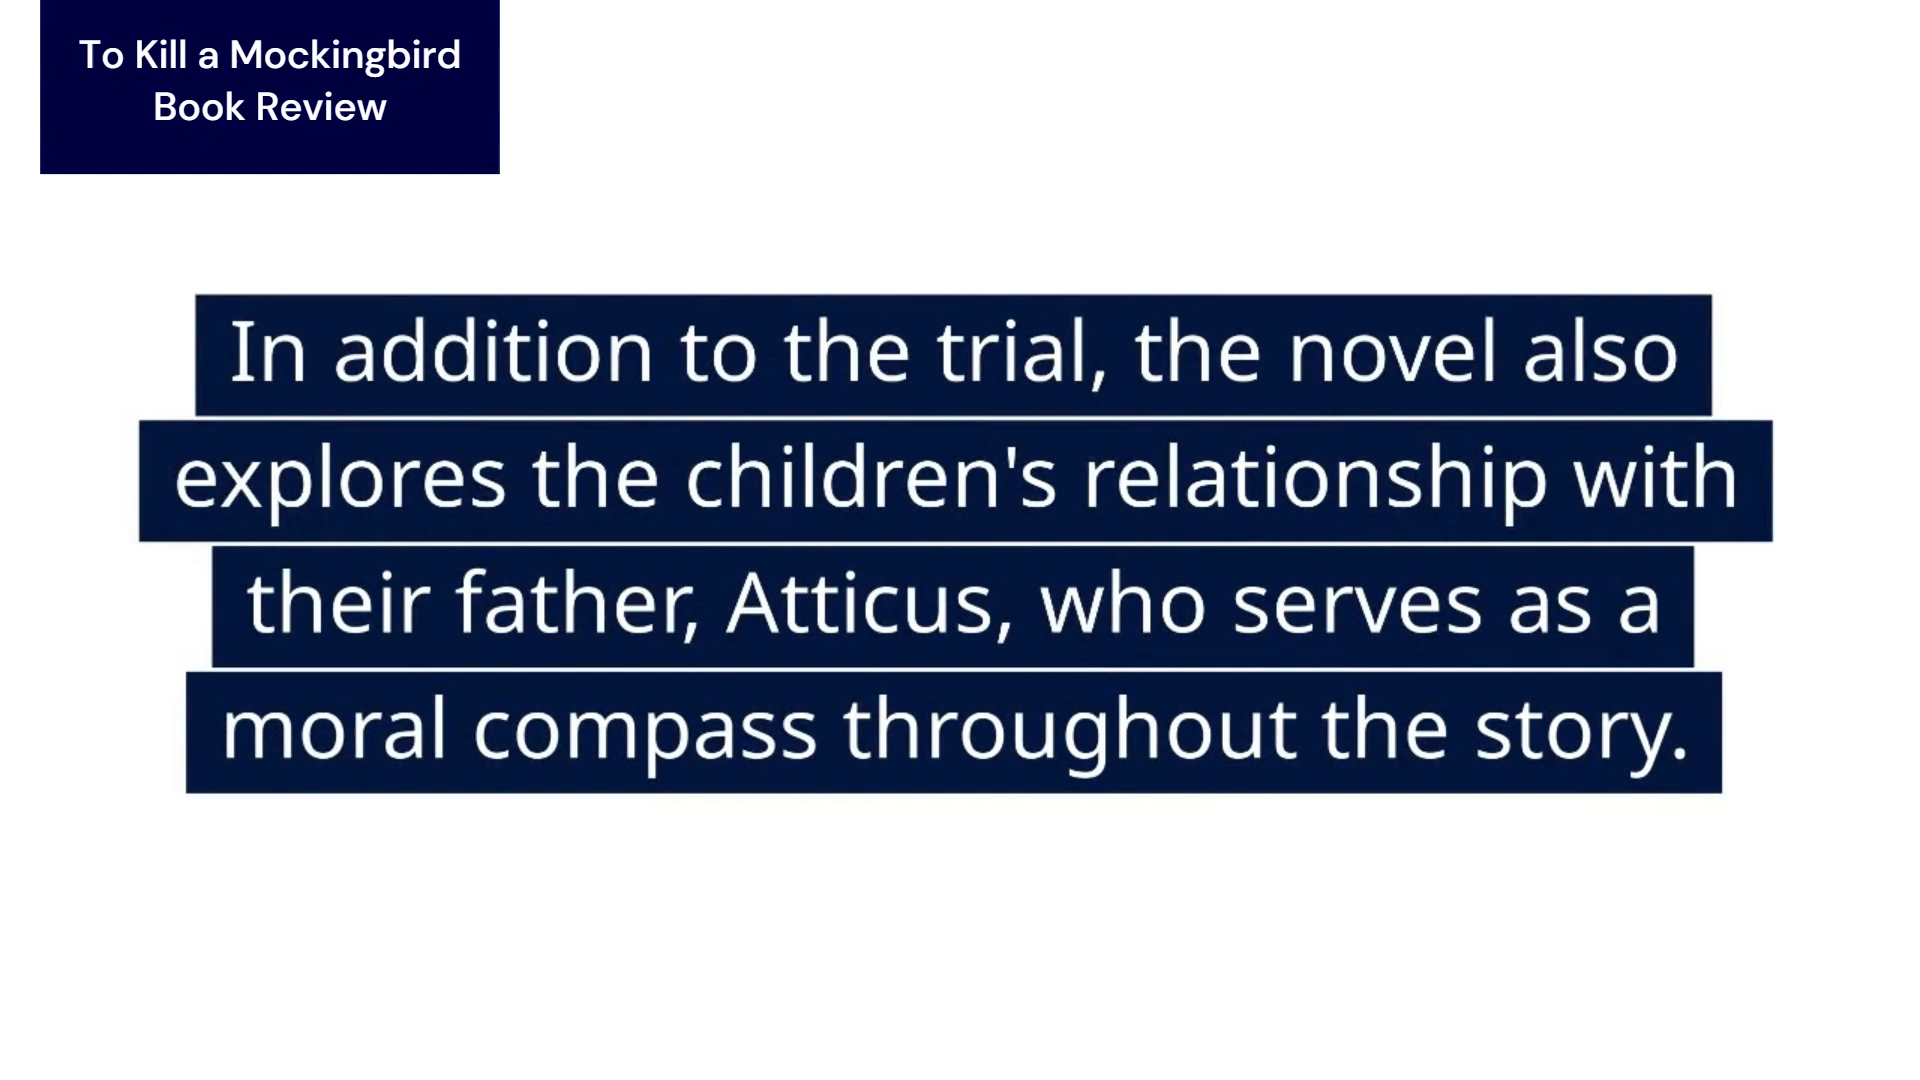 To Kill a Mockingbird
Book Review
In addition to the trial, the novel also
explores the children's relationship with
their father, Atticus, who serves as a
moral compass throughout the story.